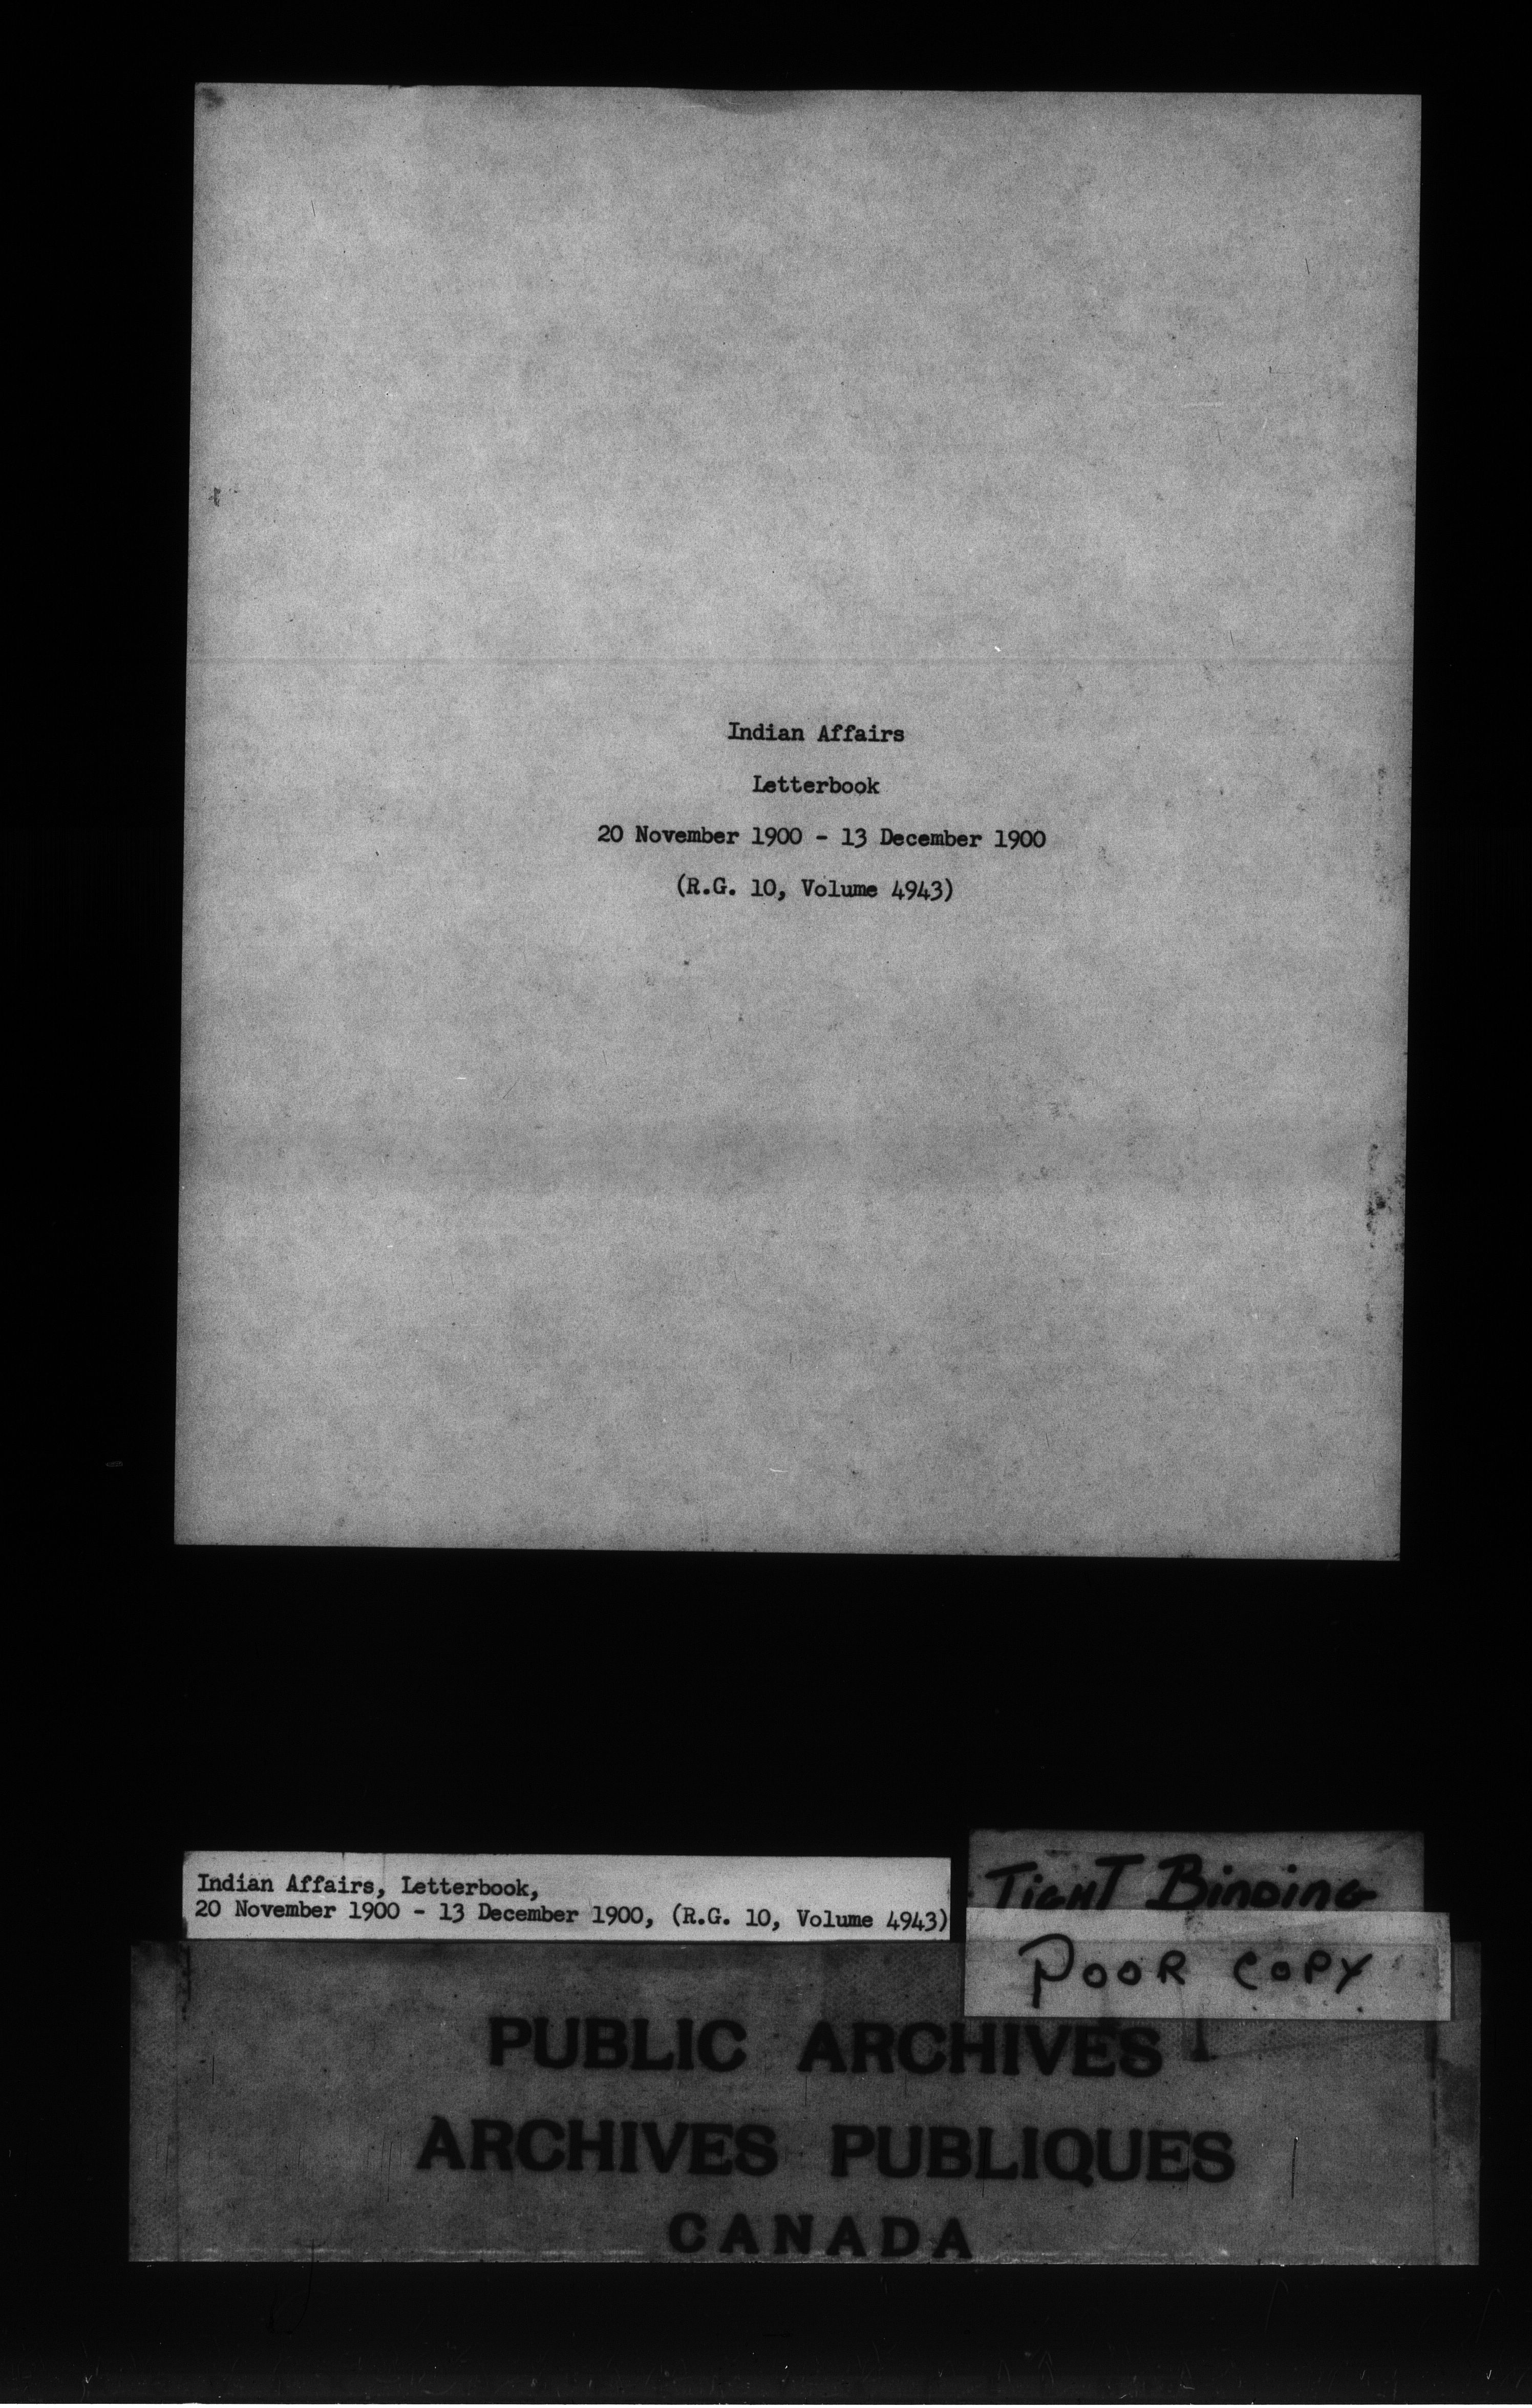 Indian Affairs
Letterbook
20 November 1900 - 13 December 1900
(R.G. 10, Volume 4943)
Indian Affairs, Letterbook,
20 November 1900 - 13 December 1900, (R.G. 10, Volume 4943)
TIGHT BINDING
POOR COPY
PUBLIC ARCHIVES
ARCHIVES PUBLIQUES
CANADA